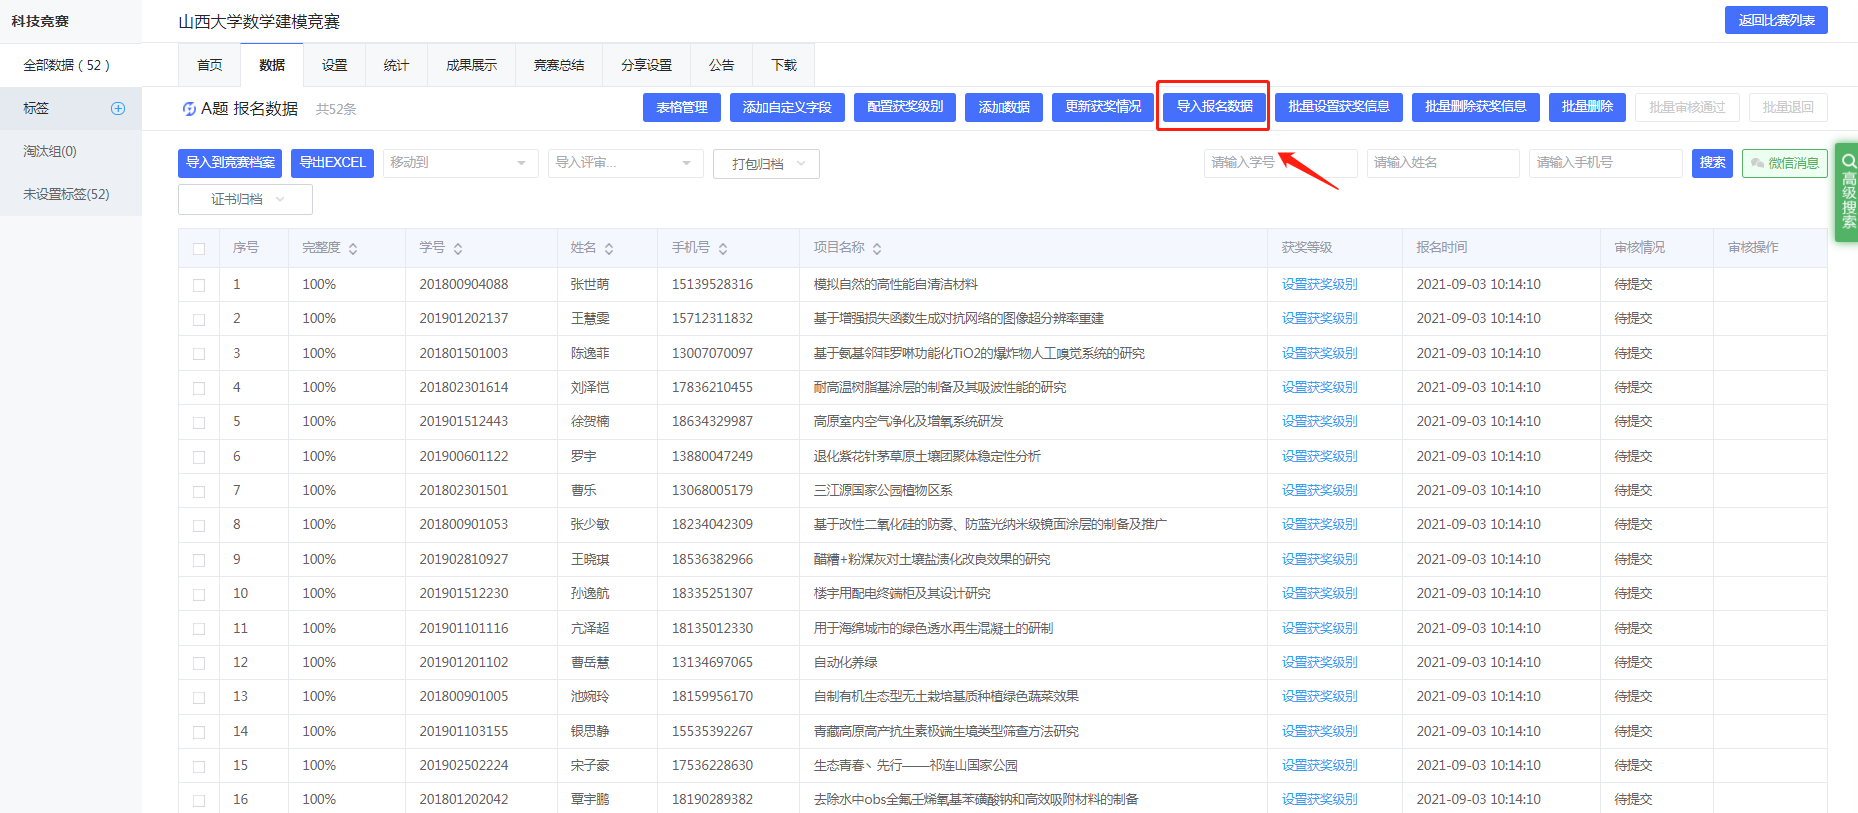 科技竞赛
山西大学数学建模竞赛
返回比赛列表
全部数据（52）
首页 数据 设置 统计 成果展示 竞赛总结 分享设置 公告 下载
标签
A题 报名数据 共52条
表格管理 添加自定义字段 配置获奖级别 添加数据 更新获奖情况 导入报名数据 批量设置获奖信息 批量删除获奖信息 批量删除 批量审核通过 批量退回
淘汰组(0)
未设置标签(52)
导入到竞赛档案 导出EXCEL 移动到 导入评审... 打包归档 请输入学号 请输入姓名 请输入手机号 搜索 微信消息
高级搜索
证书归档
序号 完整度 学号 姓名 手机号 项目名称 获奖等级 报名时间 审核情况 审核操作
1 100% 201800904088 张世萌 15139528316 模拟自然的高性能自清洁材料 设置获奖级别 2021-09-03 10:14:10 待提交
2 100% 201901202137 王慧雯 15712311832 基于增强损失函数生成对抗网络的图像超分辨率重建 设置获奖级别 2021-09-03 10:14:10 待提交
3 100% 201801501003 陈逸菲 13007070097 基于氨基邻菲罗啉功能化TiO2的爆炸物人工嗅觉系统的研究 设置获奖级别 2021-09-03 10:14:10 待提交
4 100% 201802301614 刘泽恺 17836210455 耐高温树脂基涂层的制备及其吸波性能的研究 设置获奖级别 2021-09-03 10:14:10 待提交
5 100% 201901512443 徐贺楠 18634329987 高原室内空气净化及增氧系统研发 设置获奖级别 2021-09-03 10:14:10 待提交
6 100% 201900601122 罗宇 13880047249 退化紫花针茅草原土壤团聚体稳定性分析 设置获奖级别 2021-09-03 10:14:10 待提交
7 100% 201802301501 曹乐 13068005179 三江源国家公园植物区系 设置获奖级别 2021-09-03 10:14:10 待提交
8 100% 201800901053 张少敏 18234042309 基于改性二氧化硅的防雾、防蓝光纳米级镜面涂层的制备及推广 设置获奖级别 2021-09-03 10:14:10 待提交
9 100% 201902810927 王晓琪 18536382966 醋糟+粉煤灰对土壤盐渍化改良效果的研究 设置获奖级别 2021-09-03 10:14:10 待提交
10 100% 201901512230 孙逸航 18335251307 楼宇用配电终端柜及其设计研究 设置获奖级别 2021-09-03 10:14:10 待提交
11 100% 201901101116 亢泽超 18135012330 用于海绵城市的绿色透水再生混凝土的研制 设置获奖级别 2021-09-03 10:14:10 待提交
12 100% 201901201102 曹岳慧 13134697065 自动化养绿 设置获奖级别 2021-09-03 10:14:10 待提交
13 100% 201800901005 池婉玲 18159956170 自制有机生态型无土栽培基质种植绿色蔬菜效果 设置获奖级别 2021-09-03 10:14:10 待提交
14 100% 201901103155 银思静 15535392267 青藏高原高产抗生素极端生境类型筛查方法研究 设置获奖级别 2021-09-03 10:14:10 待提交
15 100% 201902502224 宋子豪 17536228630 生态青春丶先行——祁连山国家公园 设置获奖级别 2021-09-03 10:14:10 待提交
16 100% 201801202042 覃宇鹏 18190289382 去除水中obs全氟壬烯氧基苯磺酸钠和高效吸附材料的制备 设置获奖级别 2021-09-03 10:14:10 待提交